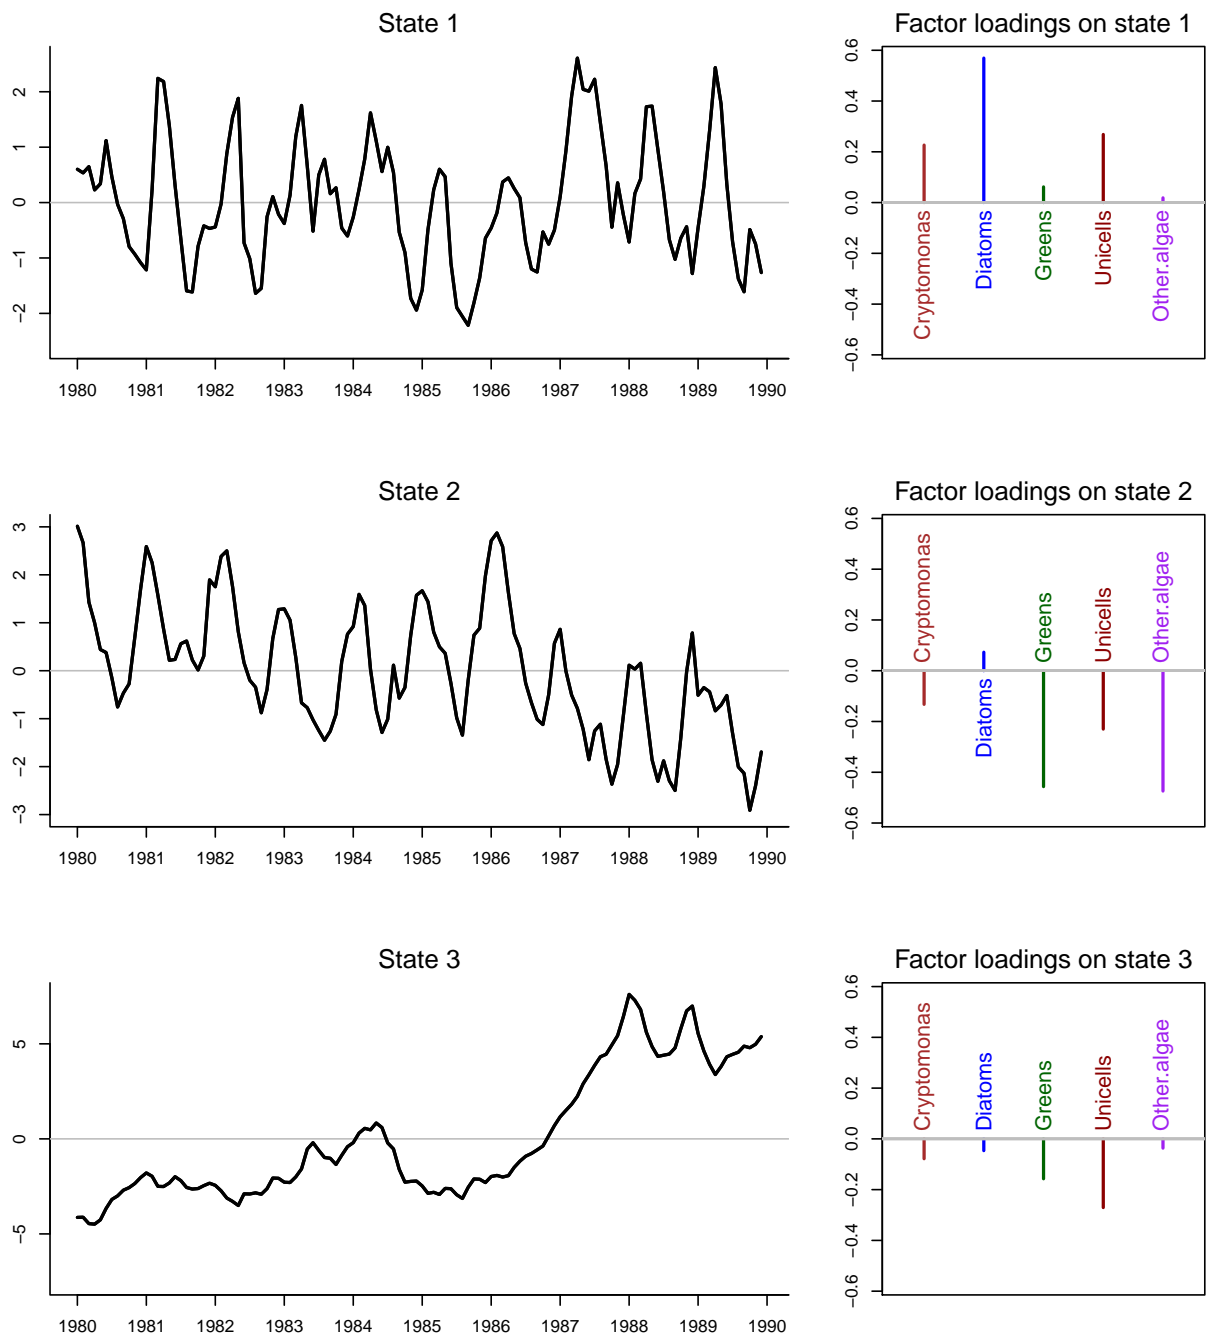 State 1
Factor loadings on state 1
2
1
0
−1
−2
1980 1981 1982 1983 1984 1985 1986 1987 1988 1989 1990
0.6
0.4
0.2
0.0
−0.2
−0.4
−0.6
Cryptomonas
Diatoms
Greens
Unicells
Other.algae
State 2
Factor loadings on state 2
3
2
1
0
−1
−2
−3
1980 1981 1982 1983 1984 1985 1986 1987 1988 1989 1990
0.6
0.4
0.2
0.0
−0.2
−0.4
−0.6
Cryptomonas
Diatoms
Greens
Unicells
Other.algae
State 3
Factor loadings on state 3
5
0
−5
1980 1981 1982 1983 1984 1985 1986 1987 1988 1989 1990
0.6
0.4
0.2
0.0
−0.2
−0.4
−0.6
Cryptomonas
Diatoms
Greens
Unicells
Other.algae